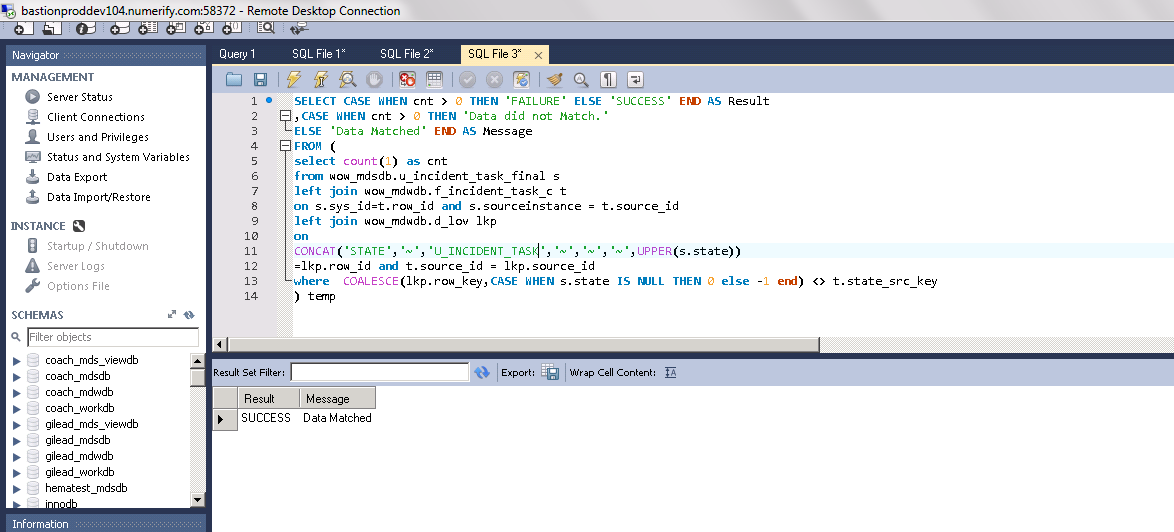 bastionproddev104.numerify.com:58372 - Remote Desktop Connection
Navigator
MANAGEMENT
Server Status
Client Connections
Users and Privileges
Status and System Variables
Data Export
Data Import/Restore
INSTANCE
Startup / Shutdown
Server Logs
Options File
SCHEMAS
Filter objects
coach_mds_viewdb
coach_mdsdb
coach_mdwdb
coach_workdb
gilead_mds_viewdb
gilead_mdsdb
gilead_mdwdb
gilead_workdb
hematest_mdsdb
innodb
Information
Query 1 SQL File 1* SQL File 2* SQL File 3*
1 SELECT CASE WHEN cnt > 0 THEN 'FAILURE' ELSE 'SUCCESS' END AS Result
2 ,CASE WHEN cnt > 0 THEN 'Data did not Match.'
3 ELSE 'Data Matched' END AS Message
4 FROM (
5 select count(1) as cnt
6 from wow_mdsdb.u_incident_task_final s
7 left join wow_mdwdb.f_incident_task_c t
8 on s.sys_id=t.row_id and s.sourceinstance = t.source_id
9 left join wow_mdwdb.d_lov lkp
10 on
11 CONCAT('STATE','~','U_INCIDENT_TASK','~','~','~',UPPER(s.state))
12 =lkp.row_id and t.source_id = lkp.source_id
13 where  COALESCE(lkp.row_key,CASE WHEN s.state IS NULL THEN 0 else -1 end) <> t.state_src_key
14 ) temp
Result Set Filter: Export: Wrap Cell Content:
Result Message
SUCCESS Data Matched